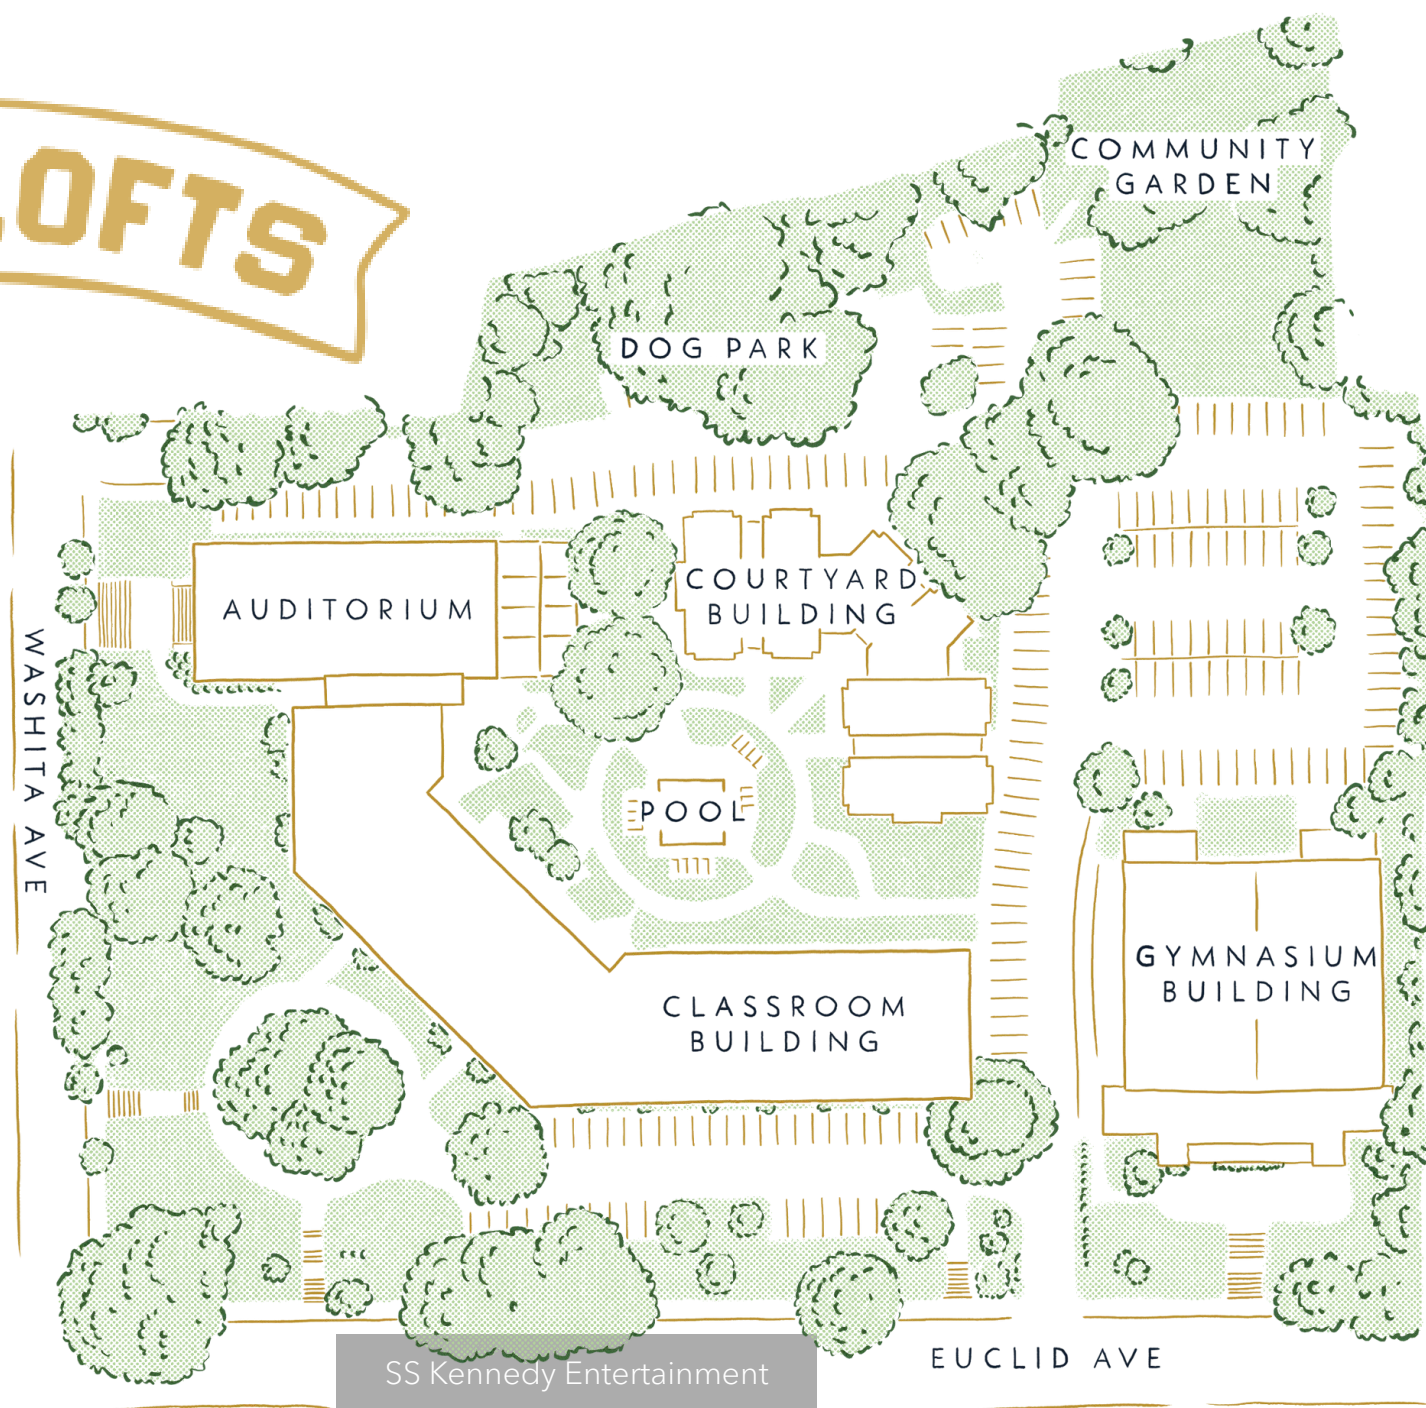 LOFTS
COMMUNITY
GARDEN
DOG PARK
COURTYARD
BUILDING
AUDITORIUM
WASHITA AVE
POOL
GYMNASIUM
BUILDING
CLASSROOM
BUILDING
EUCLID AVE
SS Kennedy Entertainment